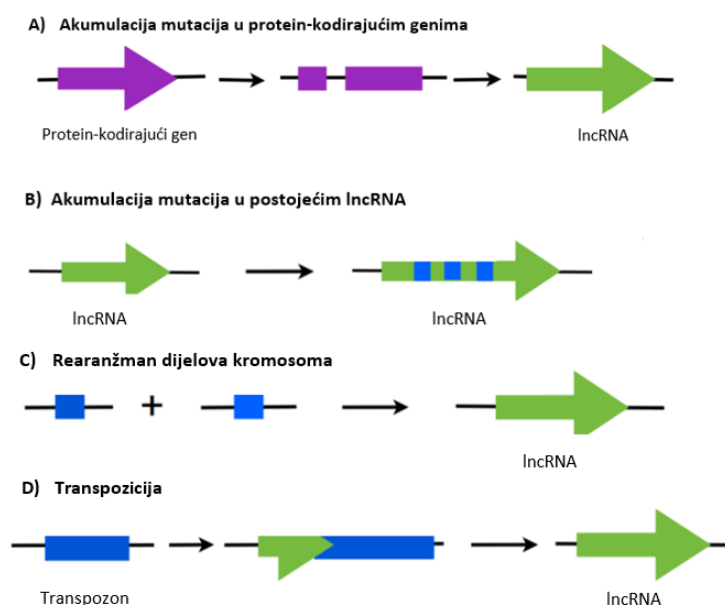 A) Akumulacija mutacija u protein-kodirajućim genima
Protein-kodirajući gen
lncRNA
B) Akumulacija mutacija u postojećim lncRNA
lncRNA
lncRNA
C) Rearanžman dijelova kromosoma
+
lncRNA
D) Transpozicija
Transpozon
lncRNA